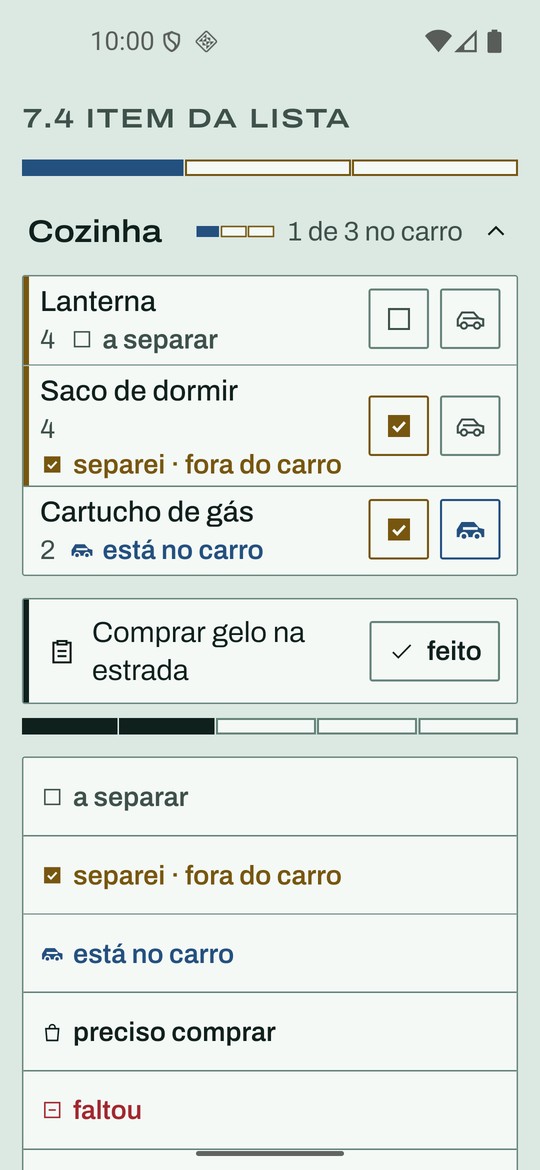 10:00
7.4 ITEM DA LISTA
Cozinha 1 de 3 no carro
Lanterna
4 a separar
Saco de dormir
4
separei · fora do carro
Cartucho de gás
2 está no carro
Comprar gelo na
estrada
feito
a separar
separei · fora do carro
está no carro
preciso comprar
faltou